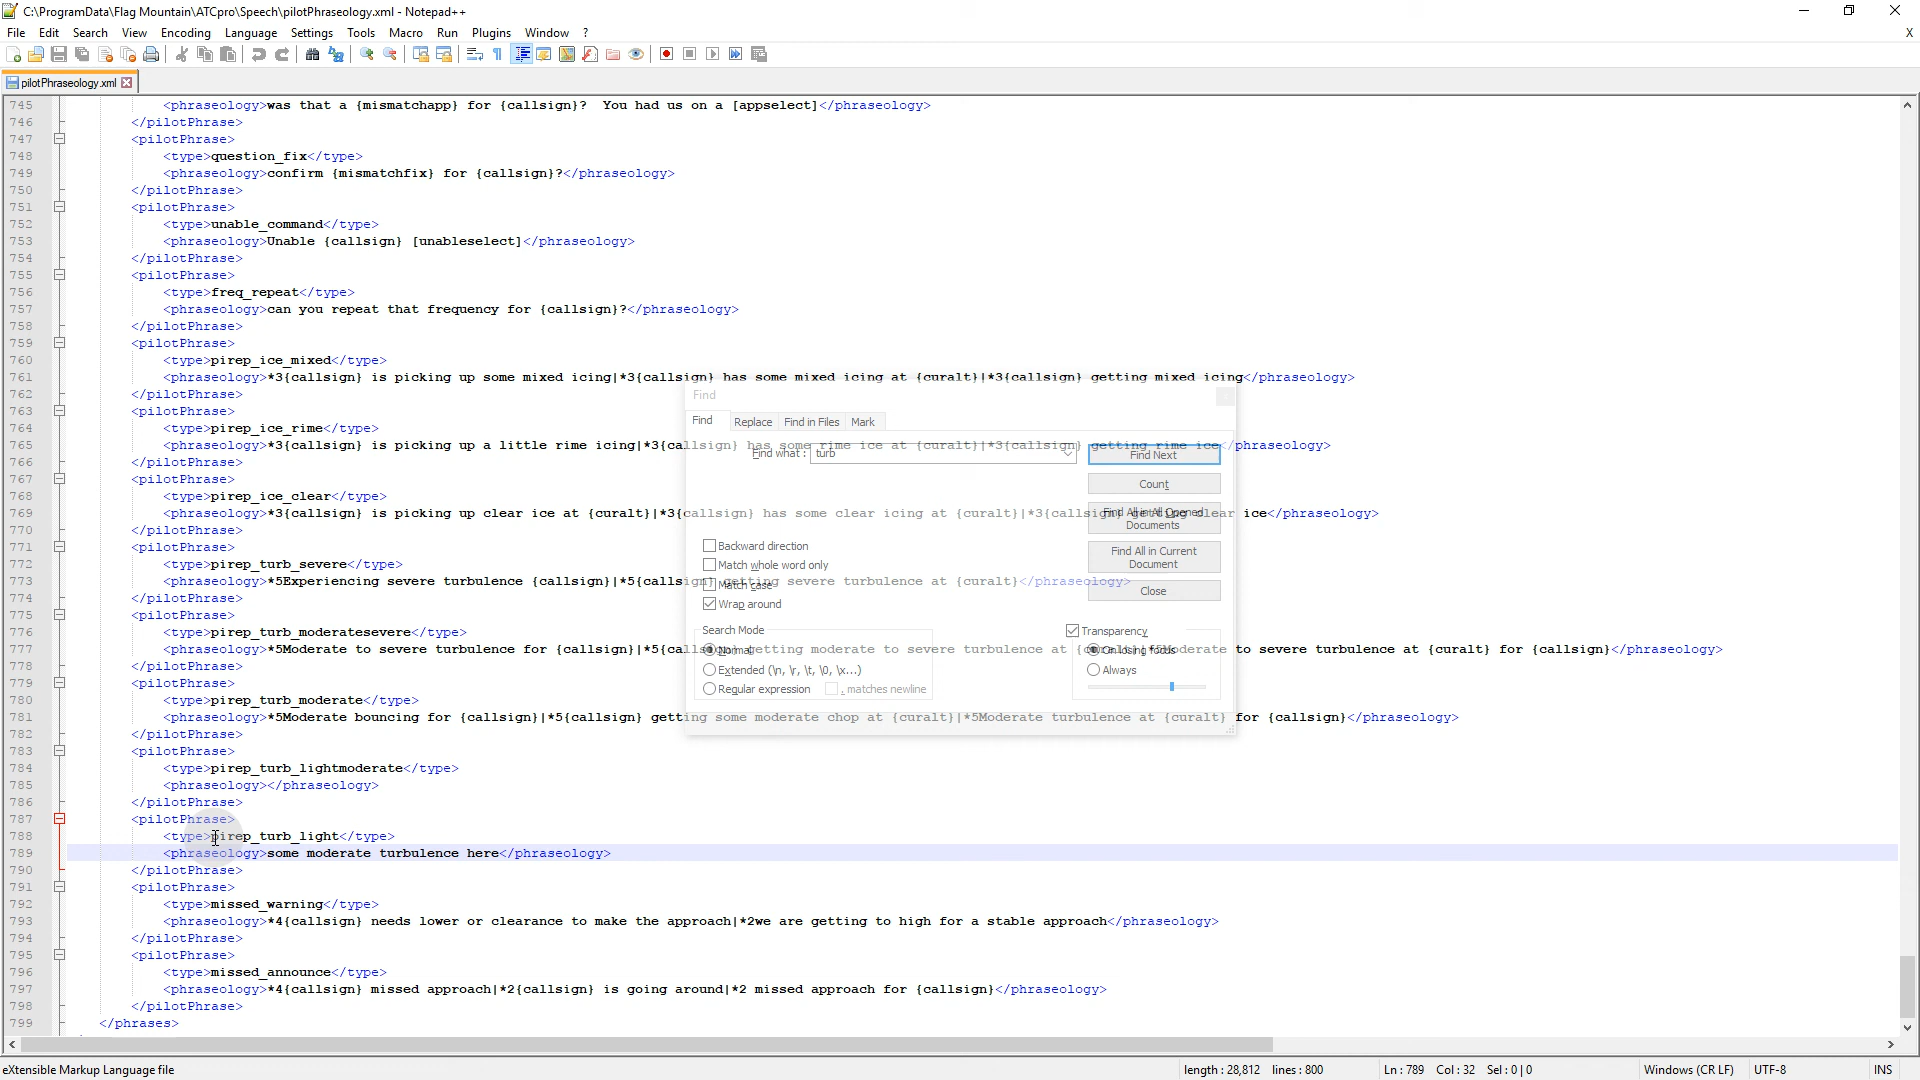 C:\ProgramData\Flag Mountain\ATCpro\Speech\pilotPhraseology.xml - Notepad++
File Edit Search View Encoding Language Settings Tools Macro Run Plugins Window ? X
pilotPhraseology.xml
745 <phraseology>was that a {mismatchapp} for {callsign}?  You had us on a [appselect]</phraseology>
746 </pilotPhrase>
747 <pilotPhrase>
748 <type>question_fix</type>
749 <phraseology>confirm {mismatchfix} for {callsign}?</phraseology>
750 </pilotPhrase>
751 <pilotPhrase>
752 <type>unable_command</type>
753 <phraseology>Unable {callsign} [unableselect]</phraseology>
754 </pilotPhrase>
755 <pilotPhrase>
756 <type>freq_repeat</type>
757 <phraseology>can you repeat that frequency for {callsign}?</phraseology>
758 </pilotPhrase>
759 <pilotPhrase>
760 <type>pirep_ice_mixed</type>
761 <phraseology>*3{callsign} is picking up some mixed icing|*3{callsign} has some mixed icing at {curalt}|*3{callsign} getting mixed icing</phraseology>
762 </pilotPhrase>
763 <pilotPhrase>
764 <type>pirep_ice_rime</type>
765 <phraseology>*3{callsign} is picking up a little rime icing|*3{callsign} has some rime ice at {curalt}|*3{callsign} getting rime ice</phraseology>
766 </pilotPhrase>
767 <pilotPhrase>
768 <type>pirep_ice_clear</type>
769 <phraseology>*3{callsign} is picking up clear ice at {curalt}|*3{callsign} has some clear icing at {curalt}|*3{callsign} getting clear ice</phraseology>
770 </pilotPhrase>
771 <pilotPhrase>
772 <type>pirep_turb_severe</type>
773 <phraseology>*5Experiencing severe turbulence {callsign}|*5{callsign} getting severe turbulence at {curalt}</phraseology>
774 </pilotPhrase>
775 <pilotPhrase>
776 <type>pirep_turb_moderatesevere</type>
777 <phraseology>*5Moderate to severe turbulence for {callsign}|*5{callsign} getting moderate to severe turbulence at {curalt}|*5Moderate to severe turbulence at {curalt} for {callsign}</phraseology>
778 </pilotPhrase>
779 <pilotPhrase>
780 <type>pirep_turb_moderate</type>
781 <phraseology>*5Moderate bouncing for {callsign}|*5{callsign} getting some moderate chop at {curalt}|*5Moderate turbulence at {curalt} for {callsign}</phraseology>
782 </pilotPhrase>
783 <pilotPhrase>
784 <type>pirep_turb_lightmoderate</type>
785 <phraseology></phraseology>
786 </pilotPhrase>
787 <pilotPhrase>
788 <type>pirep_turb_light</type>
789 <phraseology>some moderate turbulence here</phraseology>
790 </pilotPhrase>
791 <pilotPhrase>
792 <type>missed_warning</type>
793 <phraseology>*4{callsign} needs lower or clearance to make the approach|*2we are getting to high for a stable approach</phraseology>
794 </pilotPhrase>
795 <pilotPhrase>
796 <type>missed_announce</type>
797 <phraseology>*4{callsign} missed approach|*2{callsign} is going around|*2 missed approach for {callsign}</phraseology>
798 </pilotPhrase>
799 </phrases>
Find
Find Replace Find in Files Mark
Find what : turb Find Next
Count
Find All in All Opened Documents
Backward direction
Find All in Current Document
Match whole word only
Match case
Close
Wrap around
Search Mode
Transparency
Normal
On losing focus
Extended (\n, \r, \t, \0, \x...)
Always
Regular expression . matches newline
eXtensible Markup Language file length : 28,812 lines : 800 Ln : 789 Col : 32 Sel : 0 | 0 Windows (CR LF) UTF-8 INS